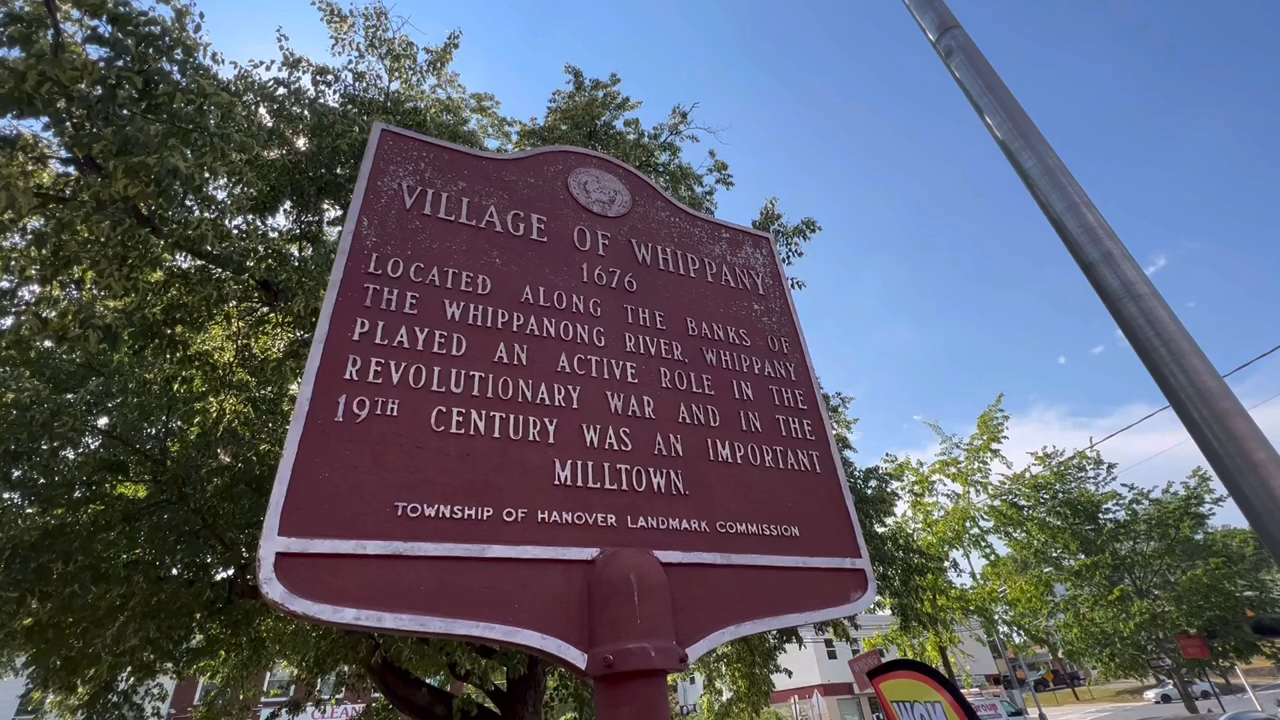 VILLAGE OF WHIPPANY
1676
LOCATED ALONG THE BANKS OF
THE WHIPPANONG RIVER, WHIPPANY
PLAYED AN ACTIVE ROLE IN THE
REVOLUTIONARY WAR AND IN THE
19TH CENTURY WAS AN IMPORTANT
MILLTOWN.
TOWNSHIP OF HANOVER LANDMARK COMMISSION